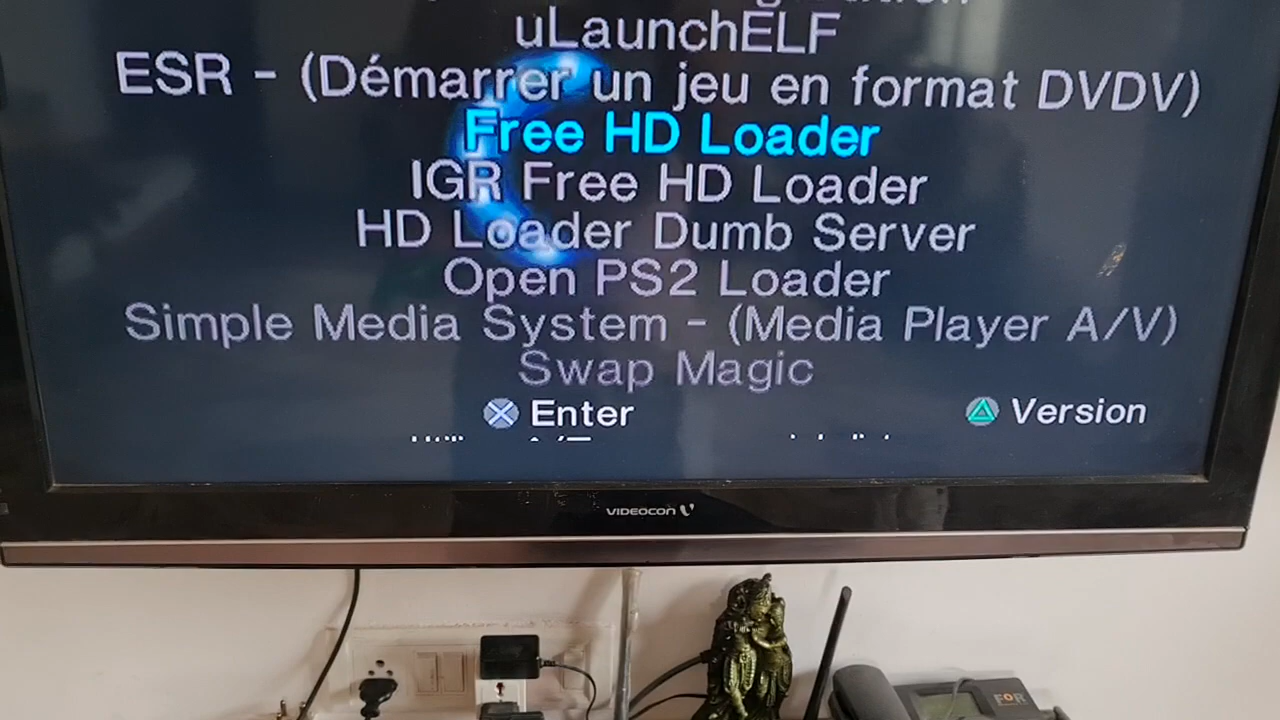 uLaunchELF
ESR - (Démarrer un jeu en format DVDV)
Free HD Loader
IGR Free HD Loader
HD Loader Dumb Server
Open PS2 Loader
Simple Media System - (Media Player A/V)
Swap Magic
Enter
Version
VIDEOCON
FOR